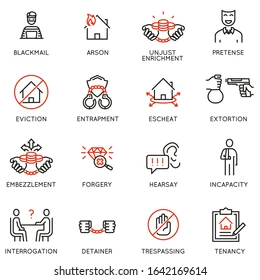 BLACKMAIL
ARSON
UNJUST
ENRICHMENT
PRETENSE
EVICTION
ENTRAPMENT
ESCHEAT
EXTORTION
?
EMBEZZLEMENT
FORGERY
HEARSAY
INCAPACITY
INTERROGATION
DETAINER
TRESPASSING
TENANCY
shutterstock.com · 1642169614